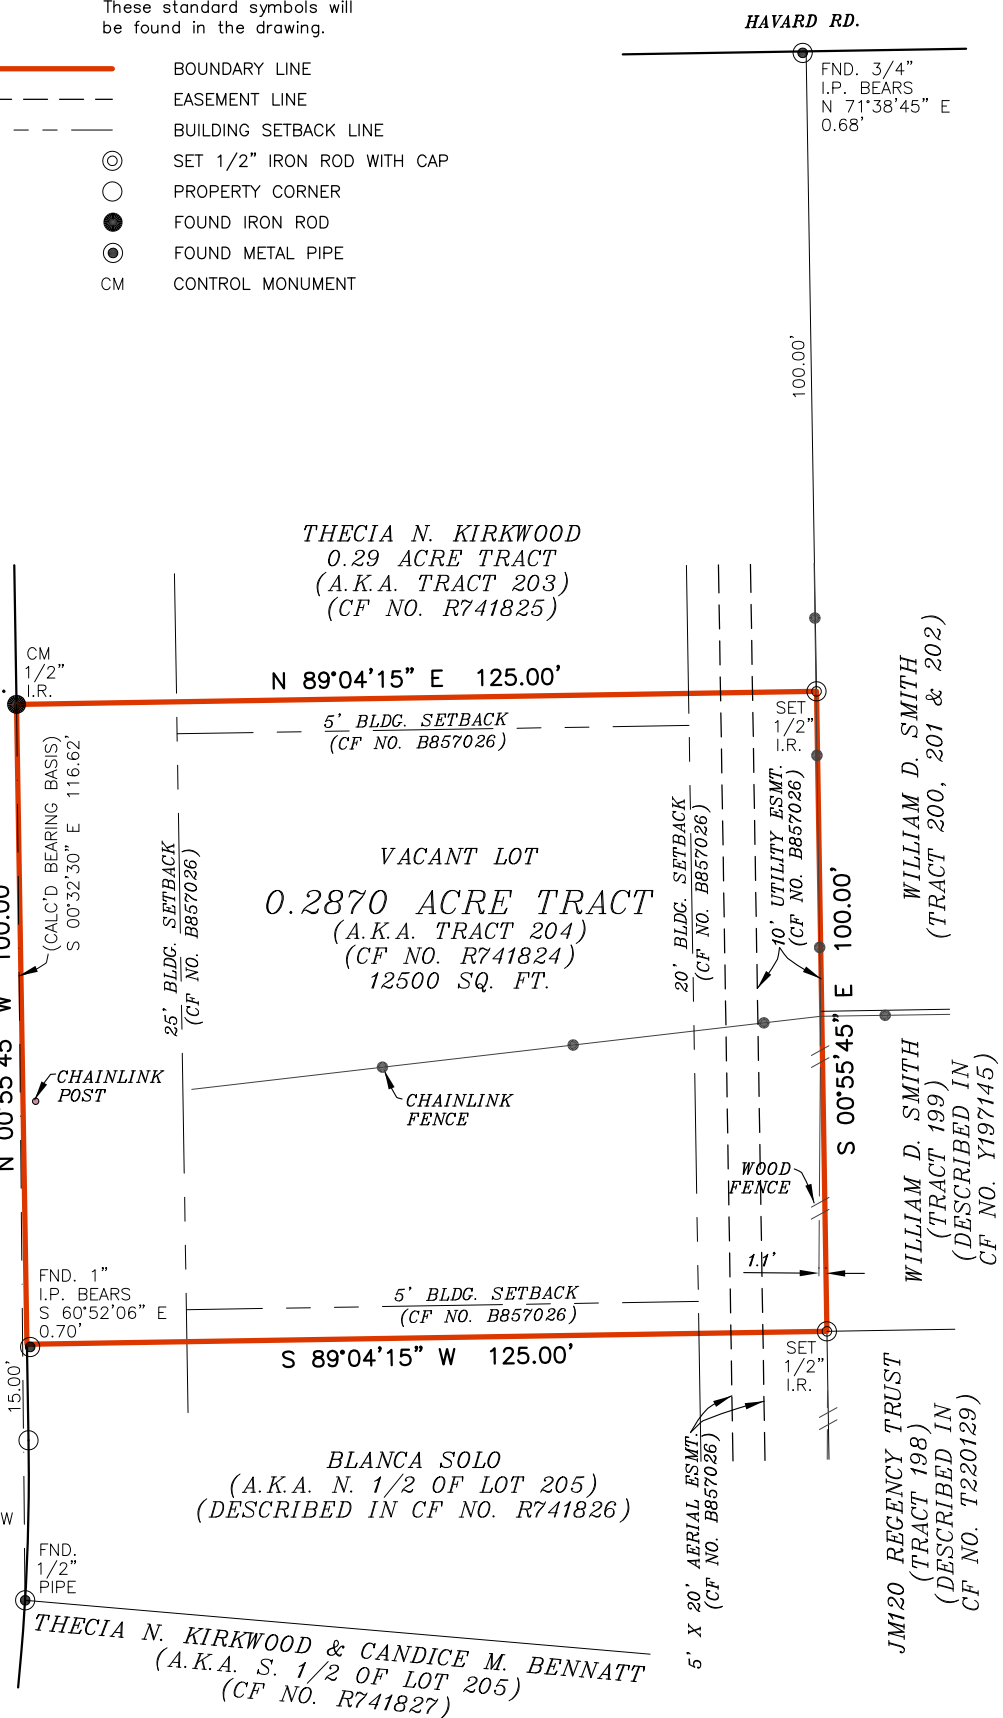 These standard symbols will
be found in the drawing.
BOUNDARY LINE
EASEMENT LINE
BUILDING SETBACK LINE
SET 1/2" IRON ROD WITH CAP
PROPERTY CORNER
FOUND IRON ROD
FOUND METAL PIPE
CM CONTROL MONUMENT
HAVARD RD.
FND. 3/4"
I.P. BEARS
N 71°38'45" E
0.68'
100.00'
THECIA N. KIRKWOOD
0.29 ACRE TRACT
(A.K.A. TRACT 203)
(CF NO. R741825)
CM
1/2"
I.R.
N 89°04'15" E 125.00'
5' BLDG. SETBACK
(CF NO. B857026)
SET
1/2"
I.R.
WILLIAM D. SMITH
(TRACT 200, 201 & 202)
N 00°55'45" W 100.00'
(CALC'D BEARING BASIS)
S 00°32'30" E 116.62'
25' BLDG. SETBACK
(CF NO. B857026)
VACANT LOT
0.2870 ACRE TRACT
(A.K.A. TRACT 204)
(CF NO. R741824)
12500 SQ. FT.
20' BLDG. SETBACK
(CF NO. B857026)
10' UTILITY ESMT.
(CF NO. B857026)
S 00°55'45" E 100.00'
CHAINLINK
POST
CHAINLINK
FENCE
WOOD
FENCE
1.1'
WILLIAM D. SMITH
(TRACT 199)
(DESCRIBED IN
CF NO. Y197145)
FND. 1"
I.P. BEARS
S 60°52'06" E
0.70'
5' BLDG. SETBACK
(CF NO. B857026)
S 89°04'15" W 125.00'
SET
1/2"
I.R.
15.00'
BLANCA SOLO
(A.K.A. N. 1/2 OF LOT 205)
(DESCRIBED IN CF NO. R741826)
5' X 20' AERIAL ESMT.
(CF NO. B857026)
JM120 REGENCY TRUST
(TRACT 198)
(DESCRIBED IN
CF NO. T220129)
W
FND.
1/2"
PIPE
THECIA N. KIRKWOOD & CANDICE M. BENNATT
(A.K.A. S. 1/2 OF LOT 205)
(CF NO. R741827)